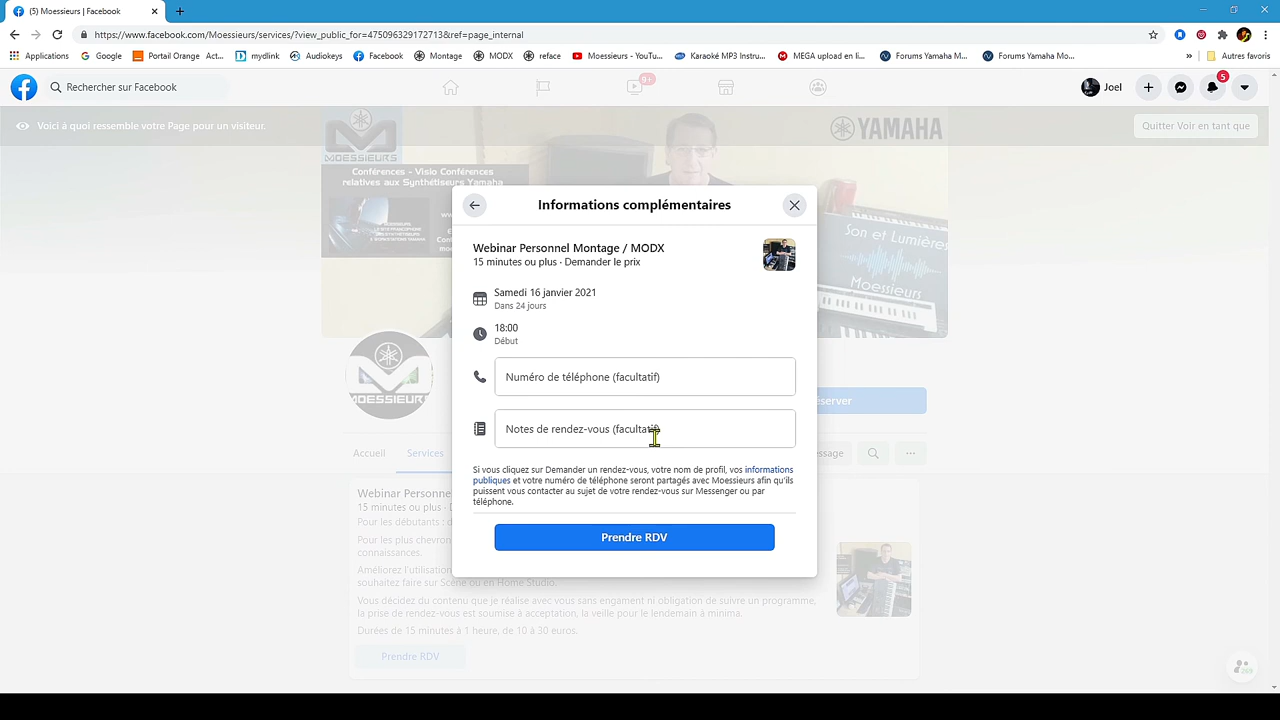 (5) Moessieurs | Facebook
https://www.facebook.com/Moessieurs/services/?view_public_for=475096329172713&ref=page_internal
Applications
Google
Portail Orange Act...
mydlink
Audiokeys
Facebook
Montage
MODX
reface
Moessieurs - YouTu...
Karaoké MP3 Instru...
MEGA upload en li...
Forums Yamaha M...
Forums Yamaha Mo...
»
Autres favoris
Rechercher sur Facebook
9+
Joel
5
Voici à quoi ressemble votre Page pour un visiteur.
Quitter Voir en tant que
MOESSIEURS
YAMAHA
Conférences - Visio Conférences
relatives aux Synthétiseurs Yamaha
Son et Lumières
Moessieurs
Informations complémentaires
Webinar Personnel Montage / MODX
15 minutes ou plus · Demander le prix
Samedi 16 janvier 2021
Dans 24 jours
18:00
Début
Numéro de téléphone (facultatif)
Notes de rendez-vous (facultatif)
Si vous cliquez sur Demander un rendez-vous, votre nom de profil, vos informations
publiques et votre numéro de téléphone seront partagés avec Moessieurs afin qu'ils
puissent vous contacter au sujet de votre rendez-vous sur Messenger ou par
téléphone.
Prendre RDV
MOESSIEURS
server
Accueil
Services
ssage
Webinar Personne
15 minutes ou plus · D
Pour les débutants : d
Pour les plus chevron
connaissances.
Améliorez l'utilisation
souhaitez faire sur Scène ou en Home Studio.
Vous décidez du contenu que je réalise avec vous sans engament ni obligation de suivre un programme,
la prise de rendez-vous est soumise à acceptation, la veille pour le lendemain à minima.
Durées de 15 minutes à 1 heure, de 10 à 30 euros.
Prendre RDV